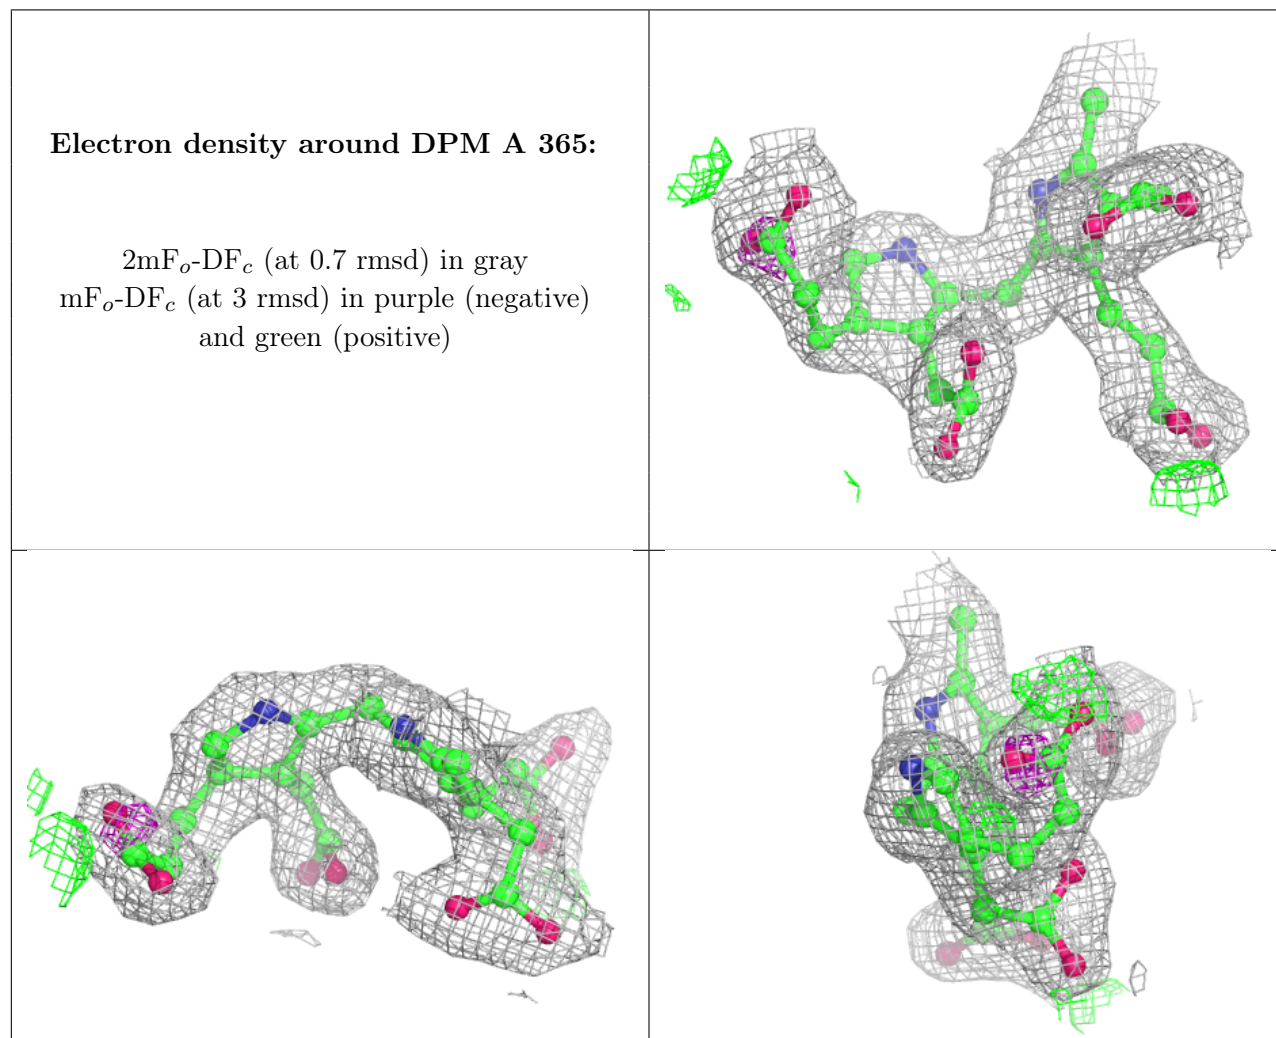 Electron density around DPM A 365:
2mFo-DFc (at 0.7 rmsd) in gray
mFo-DFc (at 3 rmsd) in purple (negative)
and green (positive)